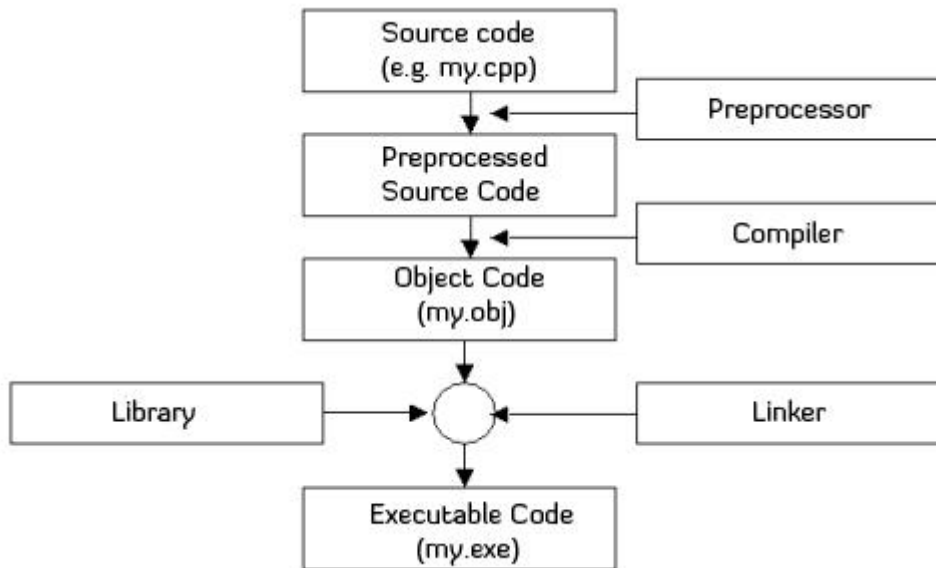 Source code
(e.g. my.cpp)
Preprocessor
Preprocessed
Source Code
Compiler
Object Code
(my.obj)
Library
Linker
Executable Code
(my.exe)